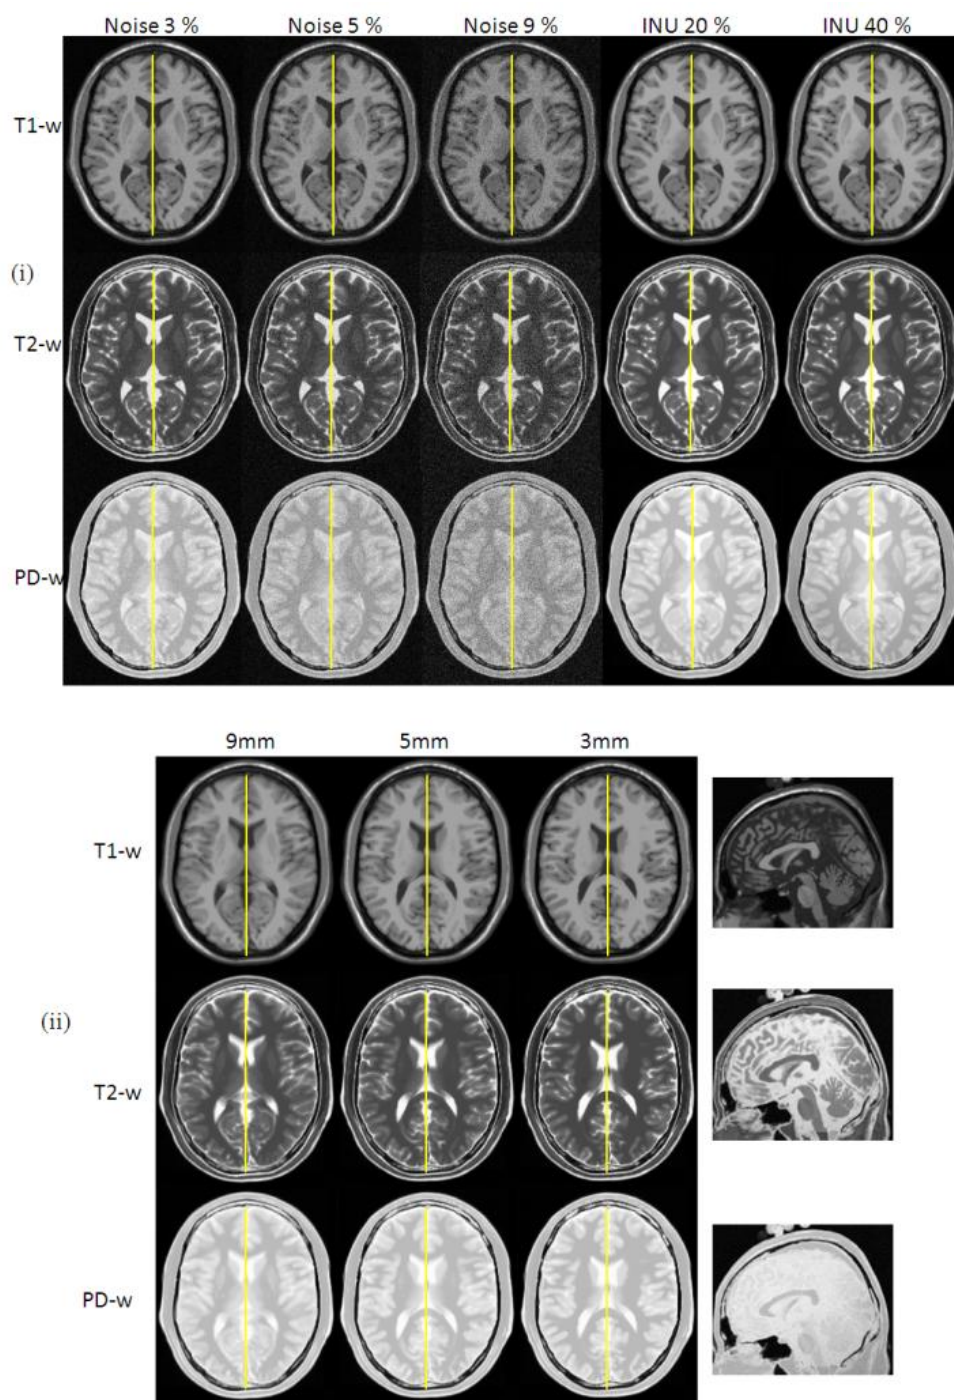 Noise 3 % Noise 5 % Noise 9 % INU 20 % INU 40 %
T1-w
(i)
T2-w
PD-w
9mm 5mm 3mm
T1-w
(ii)
T2-w
PD-w